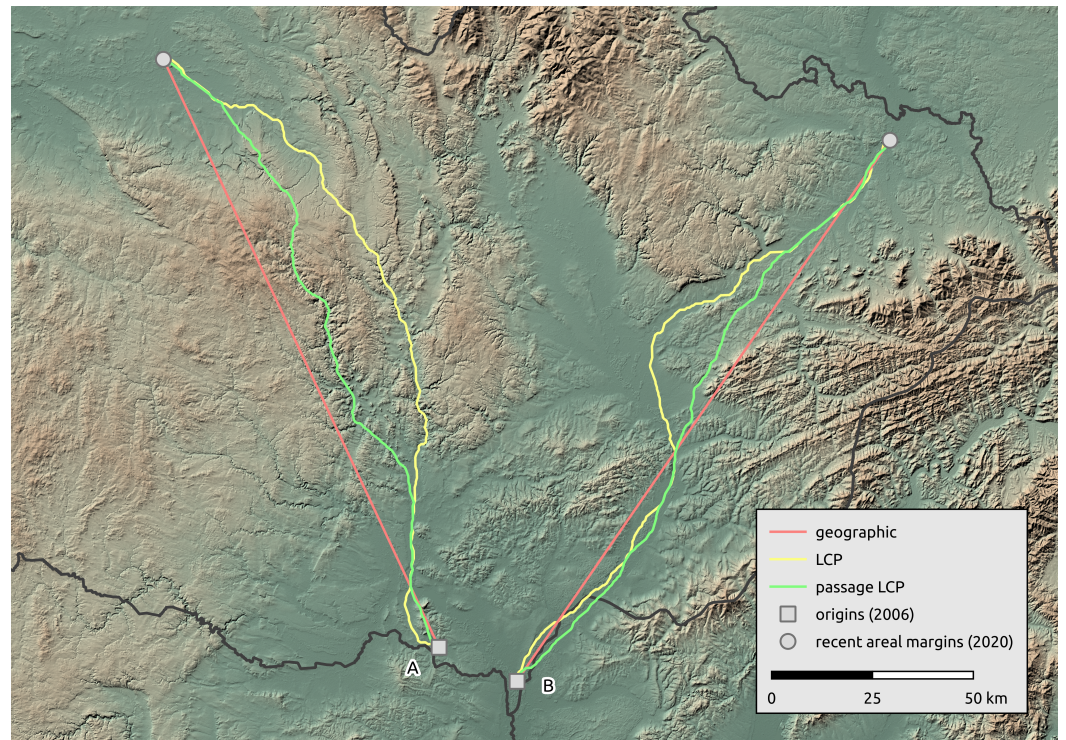 A
B
geographic
LCP
passage LCP
origins (2006)
recent areal margins (2020)
0 25 50 km